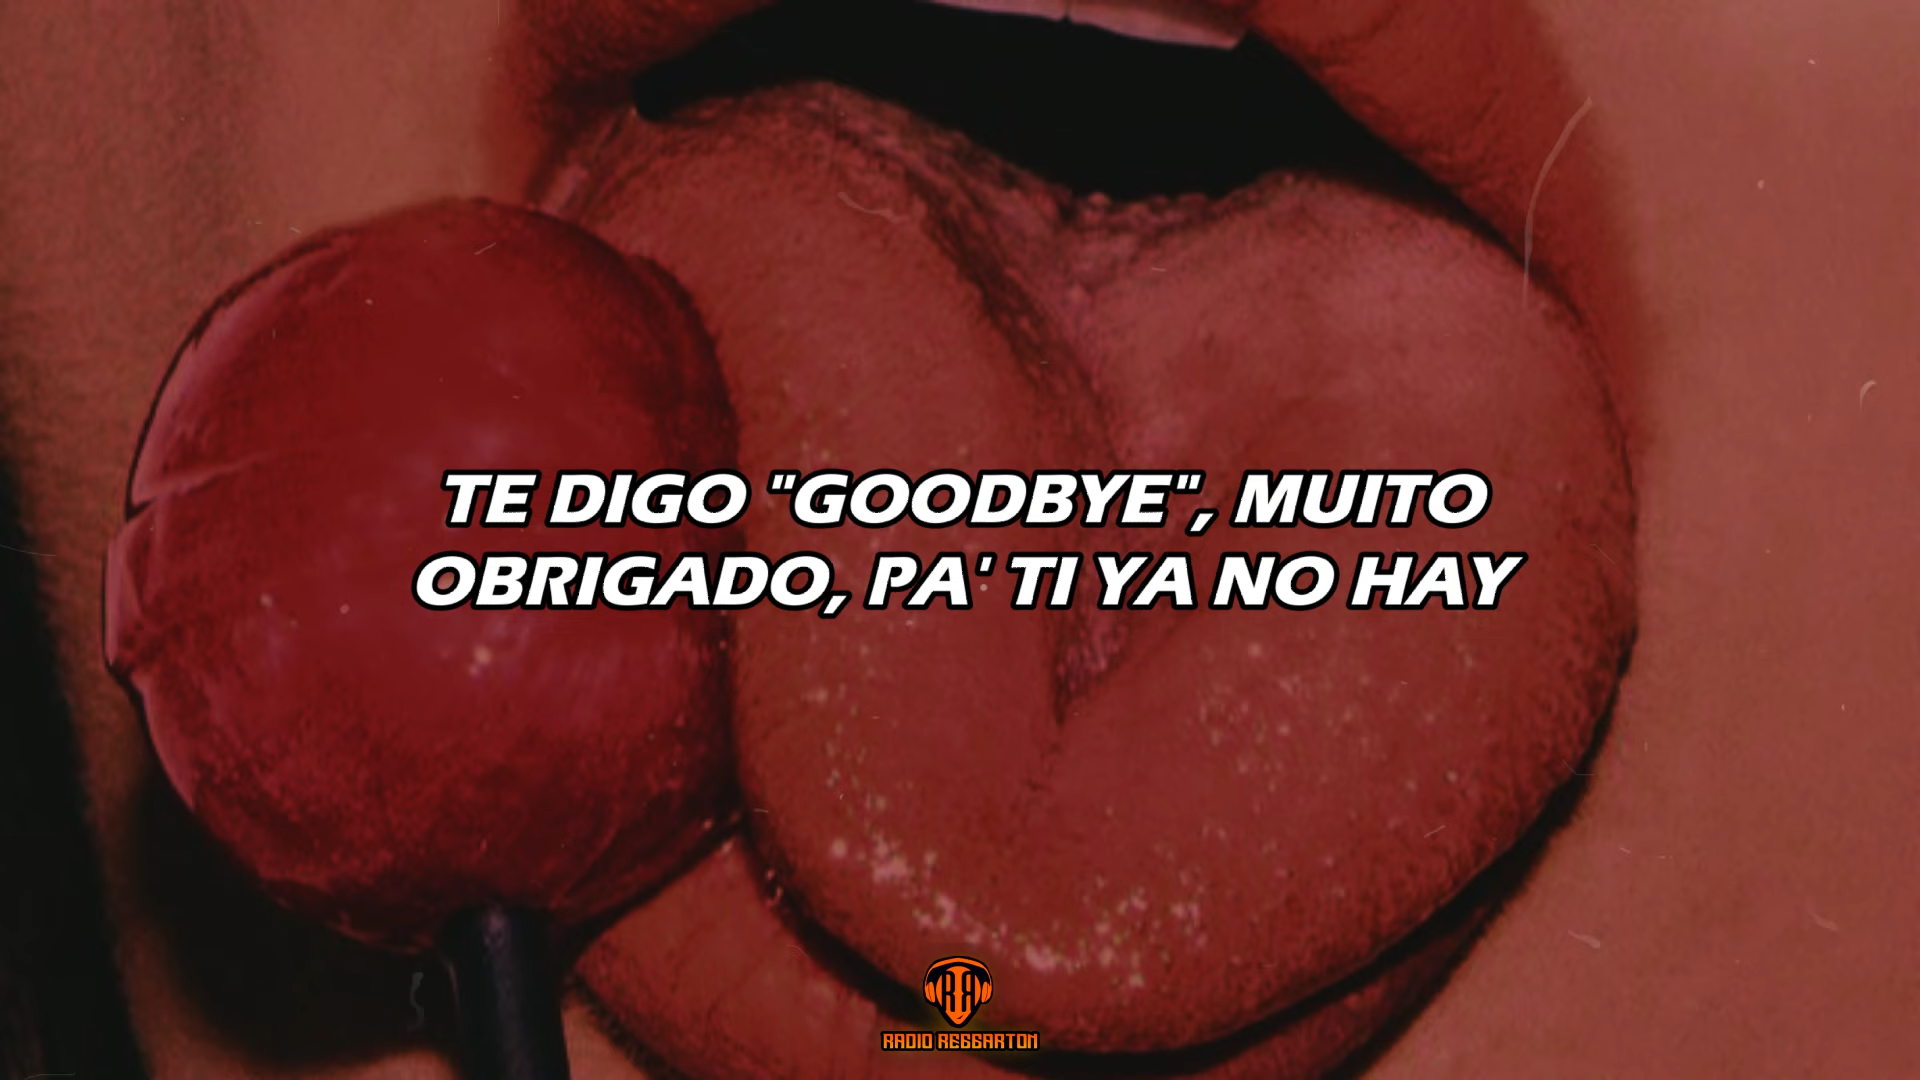 TE DIGO "GOODBYE", MUITO
OBRIGADO, PA' TI YA NO HAY
RADIO REGGAETON